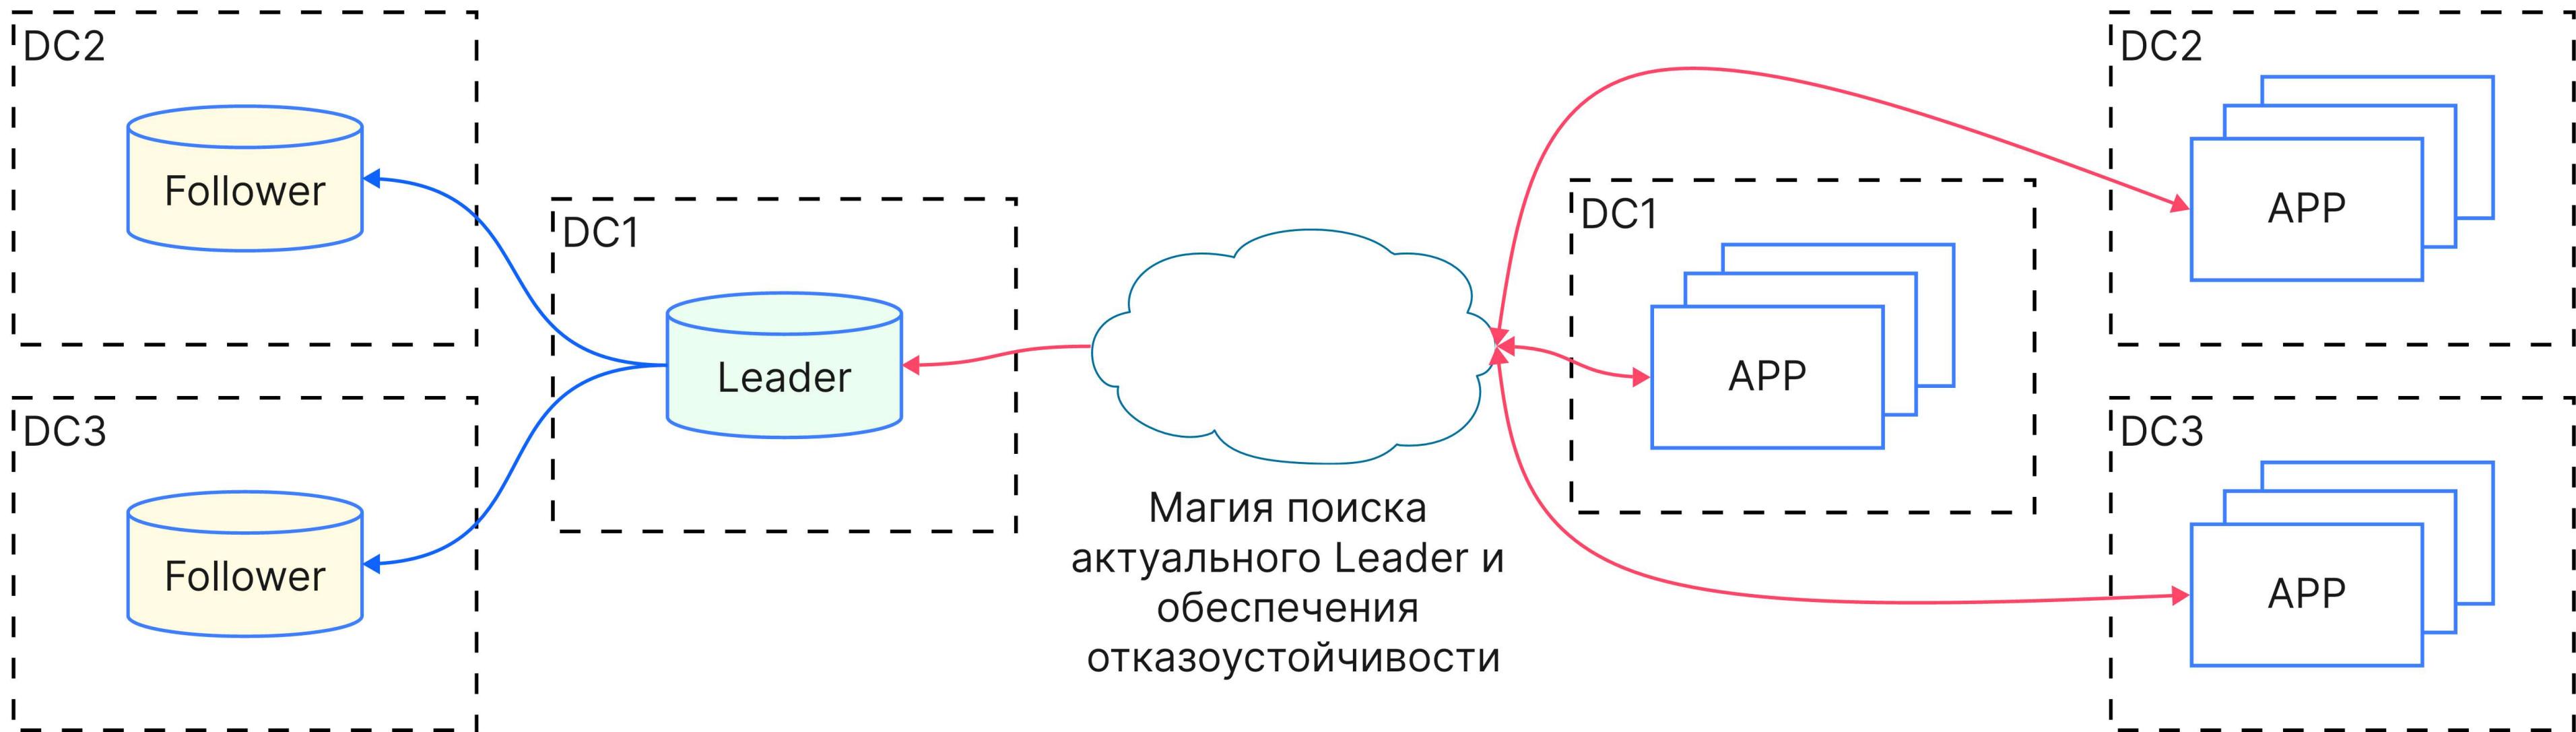 DC2
Follower
DC3
Follower
DC1
Leader
Магия поиска
актуального Leader и
обеспечения
отказоустойчивости
DC1
APP
DC2
APP
DC3
APP